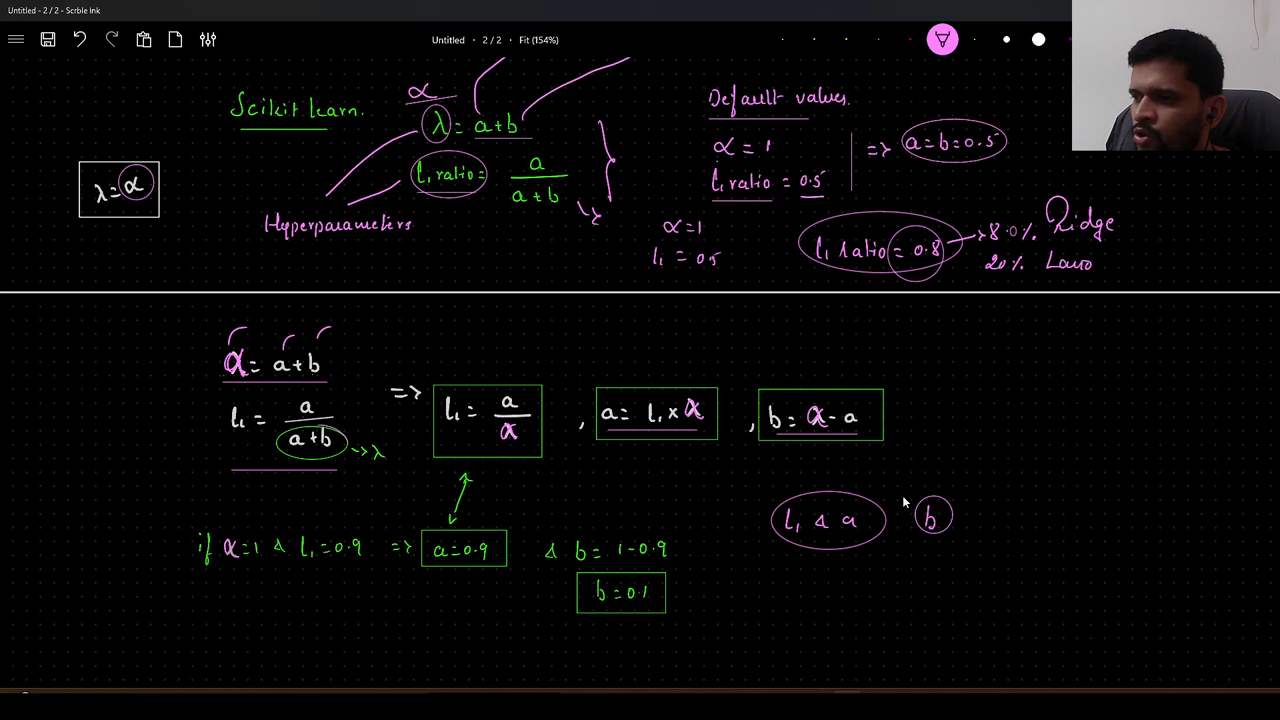 Untitled - 2 / 2 - Scrble Ink
Untitled • 2 / 2 • Fit (154%)
Scikit learn.
α
λ = a+b
l₁ ratio = a / (a+b)
Hyperparameters
λ = α
Default values.
α = 1
l₁ ratio = 0.5
=> a=b=0.5
α=1
l₁ = 0.5
l₁ ratio = 0.8 → 80% Ridge
20% Lasso
α = a+b
l₁ = a / (a+b) → λ
=> l₁ = a / α , a = l₁ × α , b = α - a
l₁ & a b
if α=1 & l₁=0.9 => a=0.9 & b = 1-0.9
b=0.1